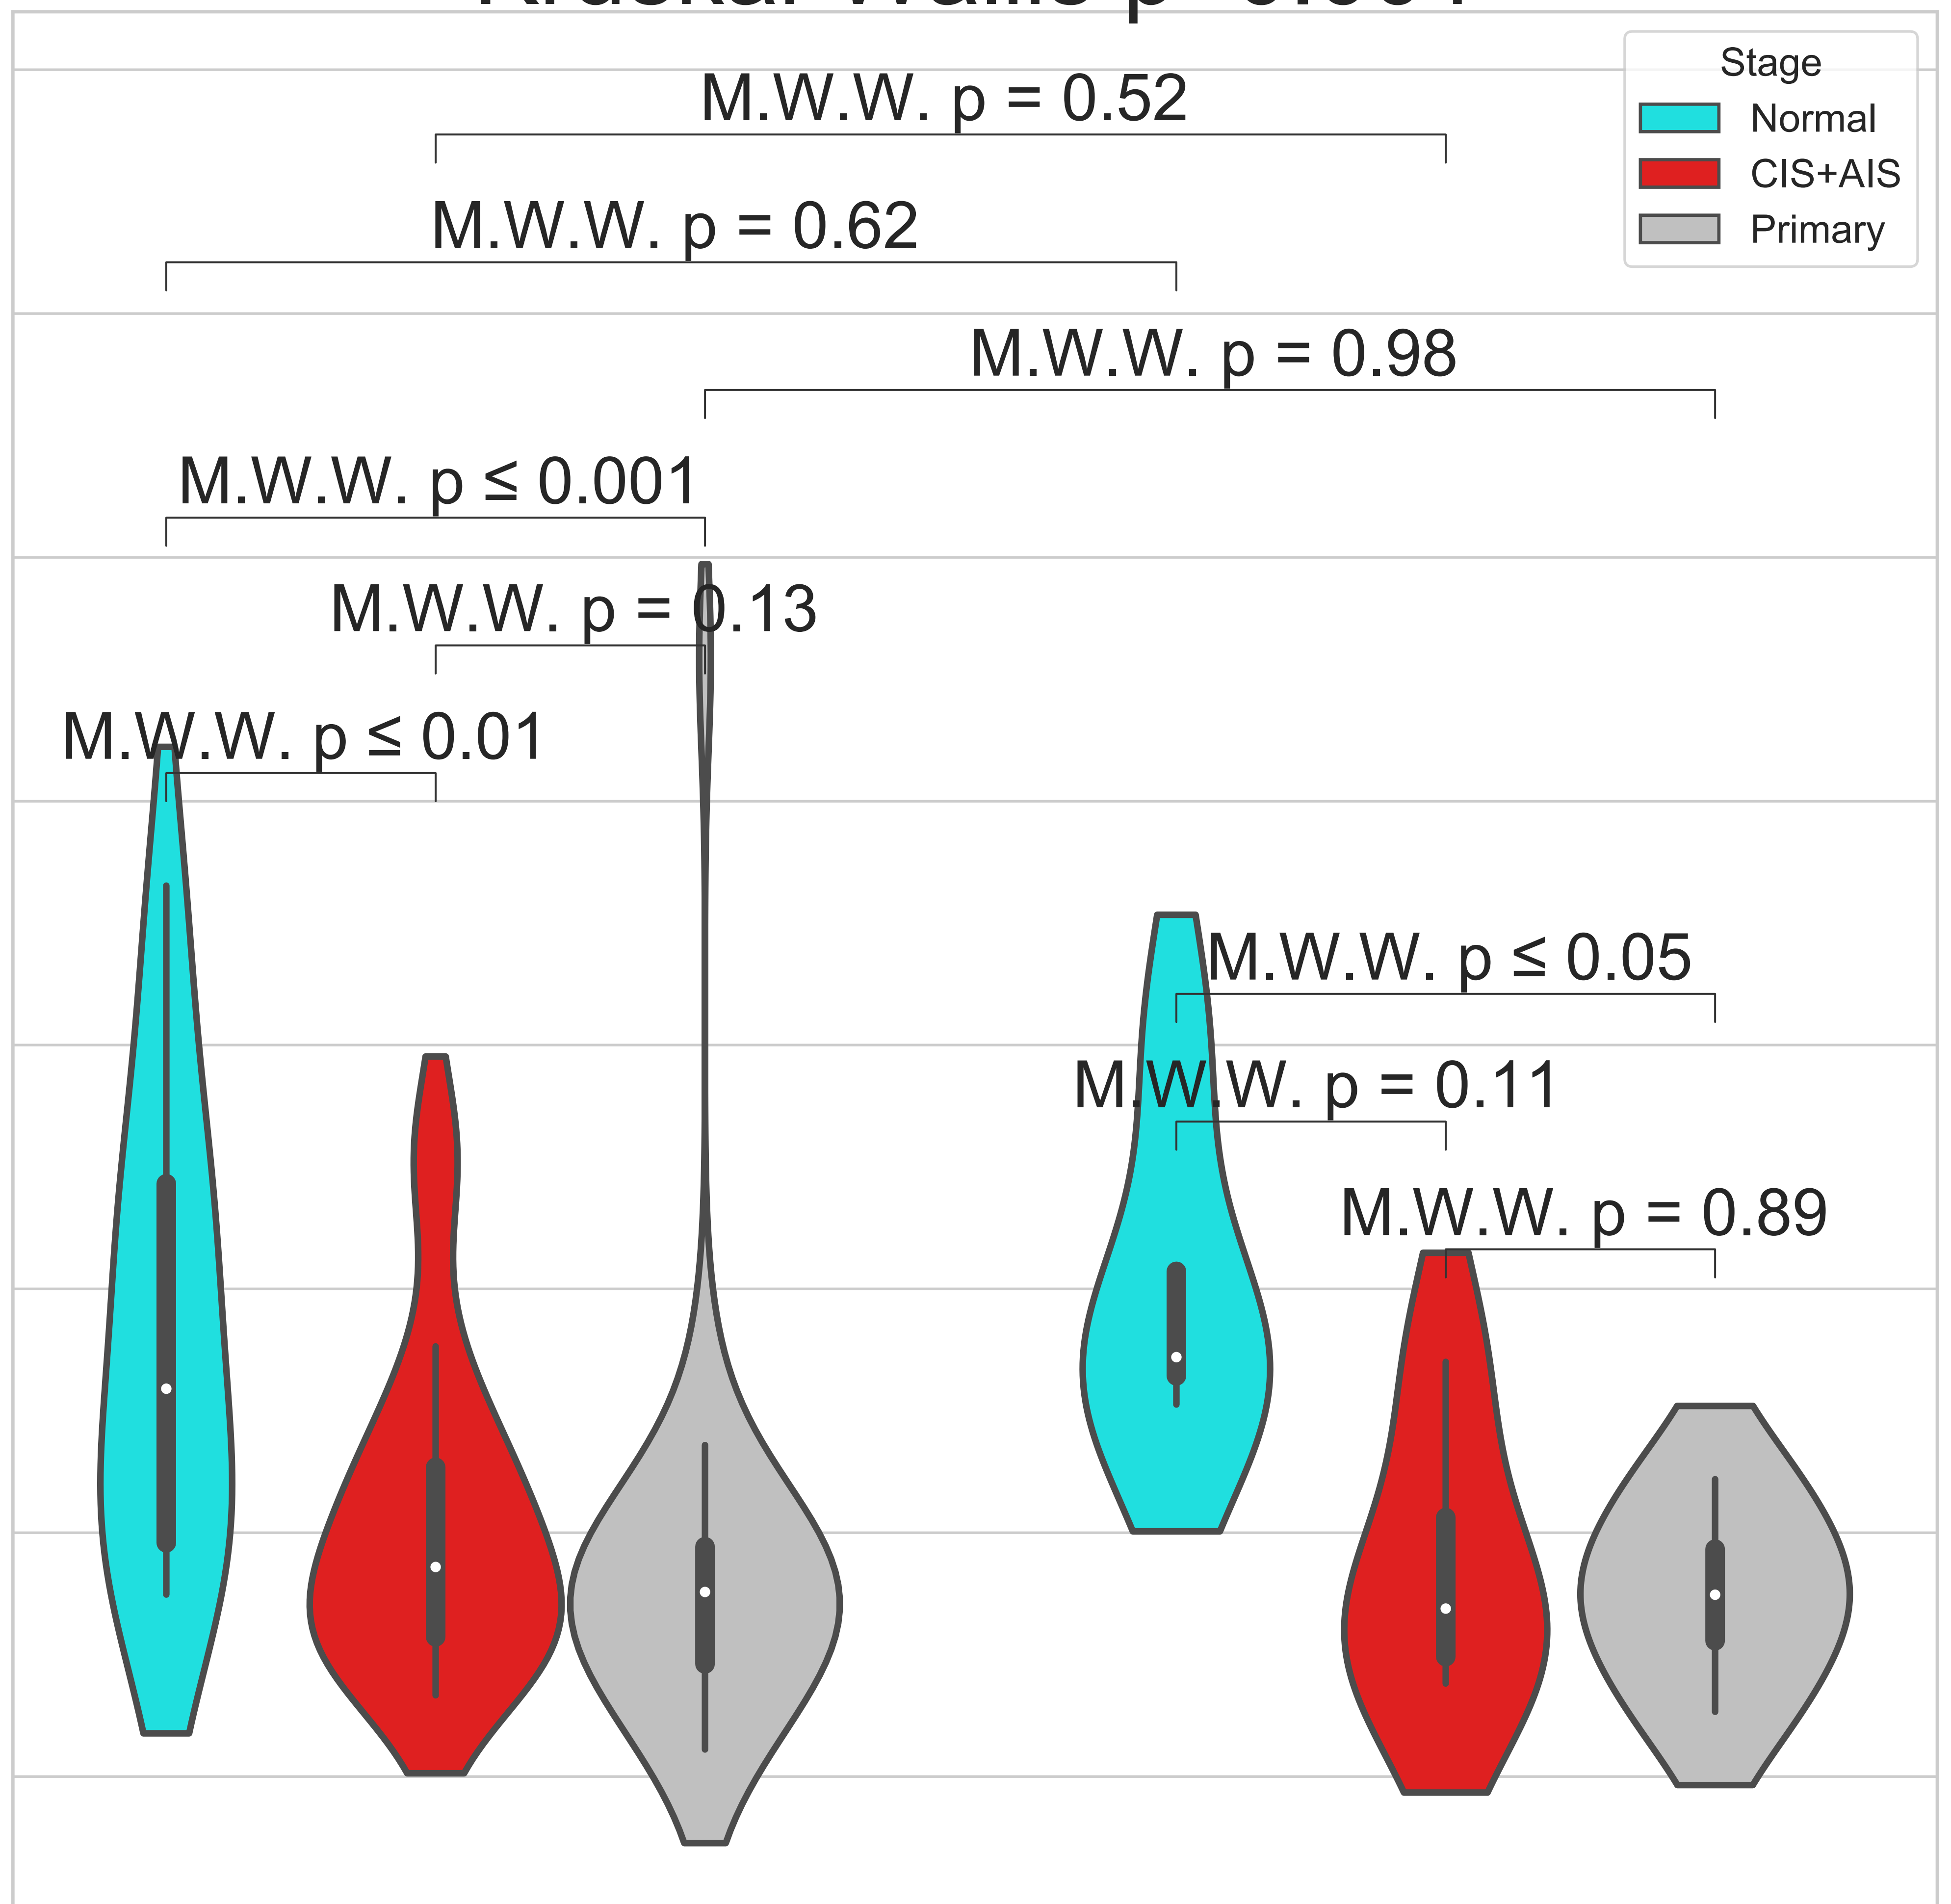 Stage
Normal
CIS+AIS
Primary
M.W.W. p = 0.52
M.W.W. p = 0.62
M.W.W. p = 0.98
M.W.W. p ≤ 0.001
M.W.W. p = 0.13
M.W.W. p ≤ 0.01
M.W.W. p ≤ 0.05
M.W.W. p = 0.11
M.W.W. p = 0.89